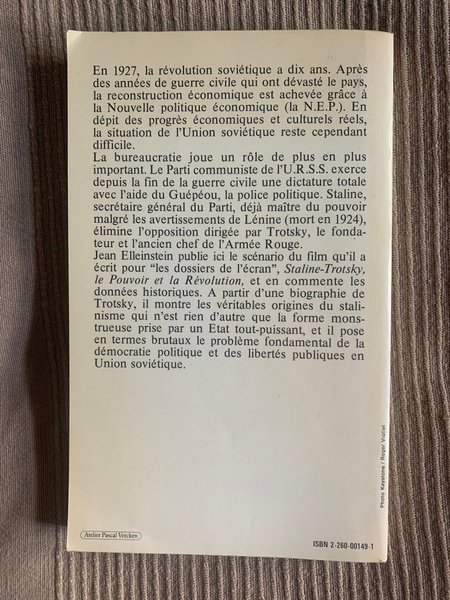 En 1927, la révolution soviétique a dix ans. Après
des années de guerre civile qui ont dévasté le pays,
la reconstruction économique est achevée grâce à
la Nouvelle politique économique (la N.E.P.). En
dépit des progrès économiques et culturels réels,
la situation de l'Union soviétique reste cependant
difficile.
La bureaucratie joue un rôle de plus en plus
important. Le Parti communiste de l'U.R.S.S. exerce
depuis la fin de la guerre civile une dictature totale
avec l'aide du Guépéou, la police politique. Staline,
secrétaire général du Parti, déjà maître du pouvoir
malgré les avertissements de Lénine (mort en 1924),
élimine l'opposition dirigée par Trotsky, le fonda-
teur et l'ancien chef de l'Armée Rouge.
Jean Elleinstein publie ici le scénario du film qu'il a
écrit pour "les dossiers de l'écran", Staline-Trotsky,
le Pouvoir et la Révolution, et en commente les
données historiques. A partir d'une biographie de
Trotsky, il montre les véritables origines du stali-
nisme qui n'est rien d'autre que la forme mons-
trueuse prise par un Etat tout-puissant, et il pose
en termes brutaux le problème fondamental de la
démocratie politique et des libertés publiques en
Union soviétique.
Photo Keystone / Roger Viollet
Atelier Pascal Vercken
ISBN 2-260-00149-1